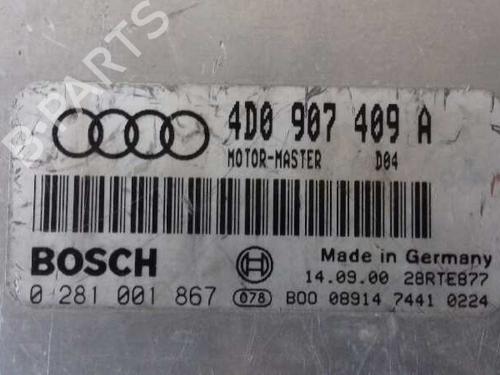 4D0 907 409 A
MOTOR-MASTER D04
BOSCH
Made in Germany
14.09.00 28RTE877
0 281 001 867 078 B00 08914 7441 0224
B-PARTS